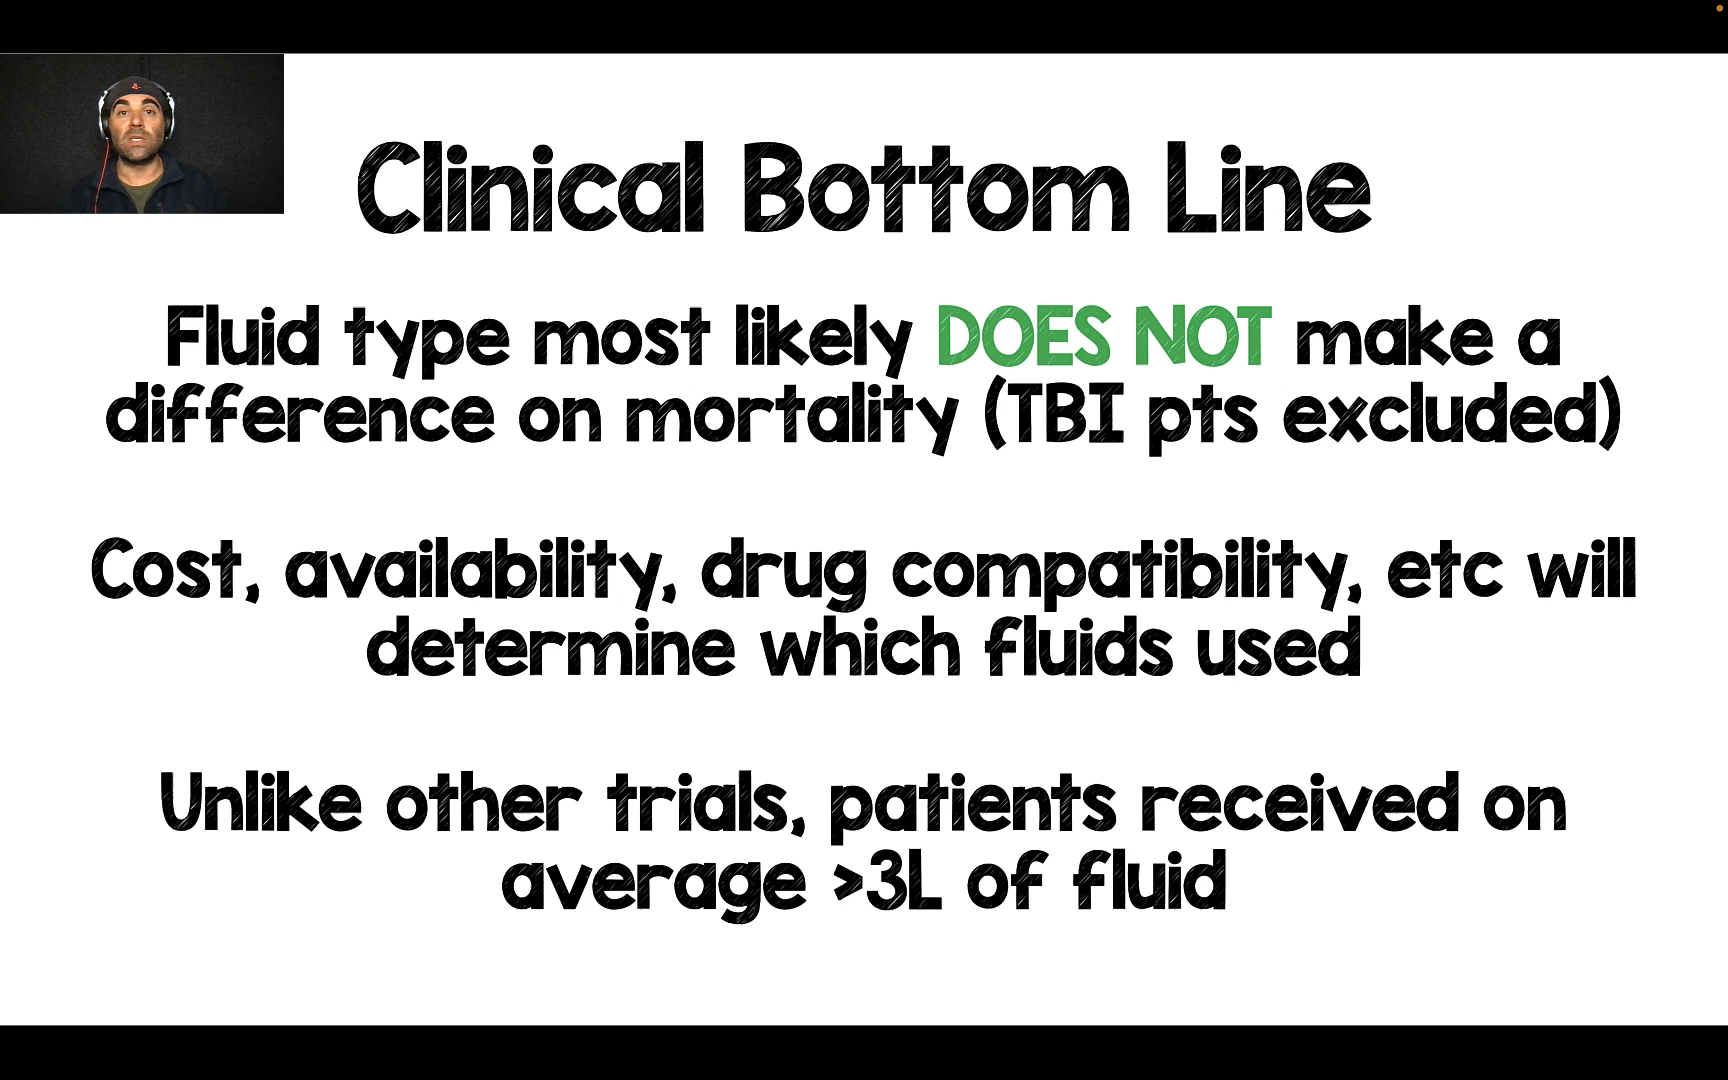 Clinical Bottom Line
Fluid type most likely DOES NOT make a
difference on mortality (TBI pts excluded)
Cost, availability, drug compatibility, etc will
determine which fluids used
Unlike other trials, patients received on
average >3L of fluid